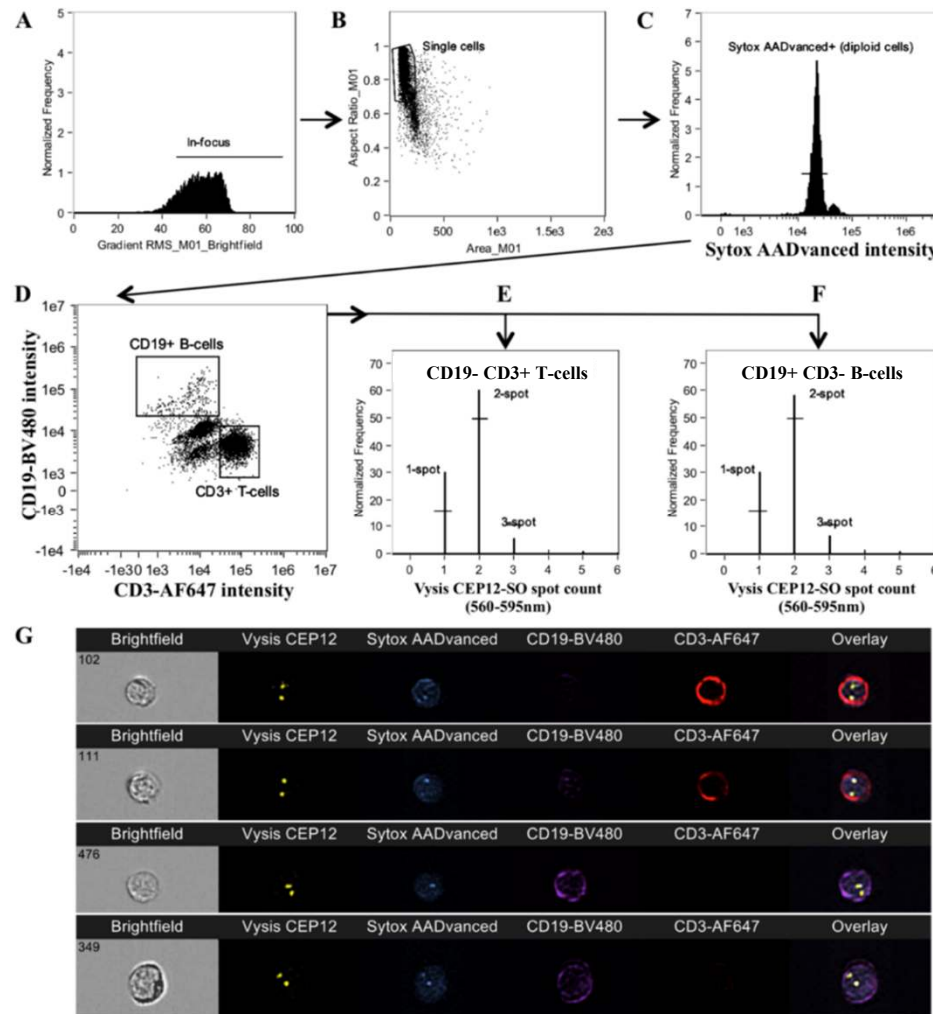 A
B
C
Normalized Frequency
5
4
3
2
1
0
In-focus
0 20 40 60 80 100
Gradient RMS_M01_Brightfield
Aspect Ratio_M01
1
0.8
0.6
0.4
0.2
0
Single cells
0 500 1e3 1.5e3 2e3
Area_M01
Normalized Frequency
7
6
5
4
3
2
1
0
Sytox AADvanced+ (diploid cells)
0 1e3 1e4 1e5 1e6
Sytox AADvanced intensity
D
E
F
CD19-BV480 intensity
1e7
1e6
1e5
1e4
1e3
0
-1e3
-1e4
CD19+ B-cells
CD3+ T-cells
-1e4 -1e3 0 1e3 1e4 1e5 1e6 1e7
CD3-AF647 intensity
Normalized Frequency
70
60
50
40
30
20
10
0
CD19- CD3+ T-cells
2-spot
1-spot
3-spot
0 1 2 3 4 5 6
Vysis CEP12-SO spot count
(560-595nm)
Normalized Frequency
70
60
50
40
30
20
10
0
CD19+ CD3- B-cells
2-spot
1-spot
3-spot
0 1 2 3 4 5 6
Vysis CEP12-SO spot count
(560-595nm)
G
Brightfield Vysis CEP12 Sytox AADvanced CD19-BV480 CD3-AF647 Overlay
102
Brightfield Vysis CEP12 Sytox AADvanced CD19-BV480 CD3-AF647 Overlay
111
Brightfield Vysis CEP12 Sytox AADvanced CD19-BV480 CD3-AF647 Overlay
476
Brightfield Vysis CEP12 Sytox AADvanced CD19-BV480 CD3-AF647 Overlay
349